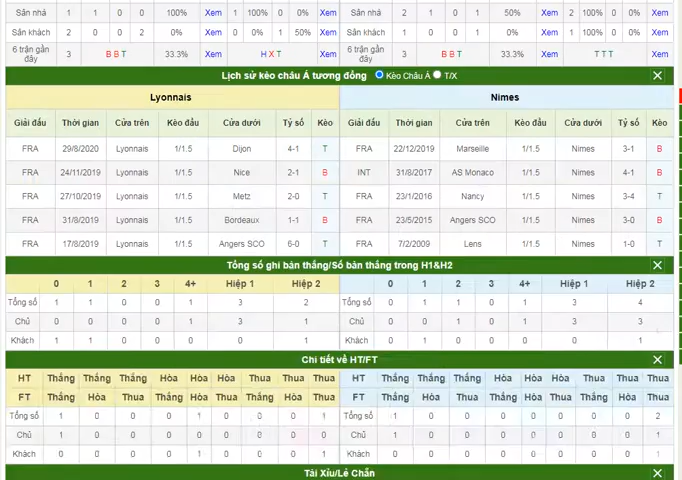 Sân nhà 1 1 0 0 100% Xem 1 100% 0 0% Xem Sân nhà 2 1 0 1 50% Xem 2 100% 0 0% Xem
Sân khách 2 0 0 2 0% Xem 0 0% 1 50% Xem Sân khách 1 0 0 1 0% Xem 1 100% 0 0% Xem
6 trận gần đây 3 B B T 33.3% Xem H X T Xem 6 trận gần đây 3 B B T 33.3% Xem T T T Xem
Lịch sử kèo châu Á tương đồng Kèo Châu Á T/X
Lyonnais Nimes
Giải đấu Thời gian Cửa trên Kèo đầu Cửa dưới Tỷ số Kèo Giải đấu Thời gian Cửa trên Kèo đầu Cửa dưới Tỷ số Kèo
FRA 29/8/2020 Lyonnais 1/1.5 Dijon 4-1 T FRA 22/12/2019 Marseille 1/1.5 Nimes 3-1 B
FRA 24/11/2019 Lyonnais 1/1.5 Nice 2-1 B INT 31/8/2017 AS Monaco 1/1.5 Nimes 4-1 B
FRA 27/10/2019 Lyonnais 1/1.5 Metz 2-0 T FRA 23/1/2016 Nancy 1/1.5 Nimes 3-4 T
FRA 31/8/2019 Lyonnais 1/1.5 Bordeaux 1-1 B FRA 23/5/2015 Angers SCO 1/1.5 Nimes 3-0 B
FRA 17/8/2019 Lyonnais 1/1.5 Angers SCO 6-0 T FRA 7/2/2009 Lens 1/1.5 Nimes 1-0 T
Tổng số ghi bàn thắng/Số bàn thắng trong H1&H2
0 1 2 3 4+ Hiệp 1 Hiệp 2 0 1 2 3 4+ Hiệp 1 Hiệp 2
Tổng số 1 1 0 0 1 3 2 Tổng số 1 0 1 0 1 3 4
Chủ 0 0 0 0 1 3 1 Chủ 0 0 1 0 1 3 3
Khách 1 1 0 0 0 0 1 Khách 1 0 0 0 0 0 1
Chi tiết về HT/FT
HT Thắng Thắng Thắng Hòa Hòa Hòa Thua Thua Thua HT Thắng Thắng Thắng Hòa Hòa Hòa Thua Thua Thua
FT Thắng Hòa Thua Thắng Hòa Thua Thắng Hòa Thua FT Thắng Hòa Thua Thắng Hòa Thua Thắng Hòa Thua
Tổng số 1 0 0 0 1 0 0 0 1 Tổng số 1 0 0 0 0 0 0 0 2
Chủ 1 0 0 0 0 0 0 0 0 Chủ 1 0 0 0 0 0 0 0 1
Khách 0 0 0 0 1 0 0 0 1 Khách 0 0 0 0 0 0 0 0 1
Tài Xỉu/Lẻ Chẵn